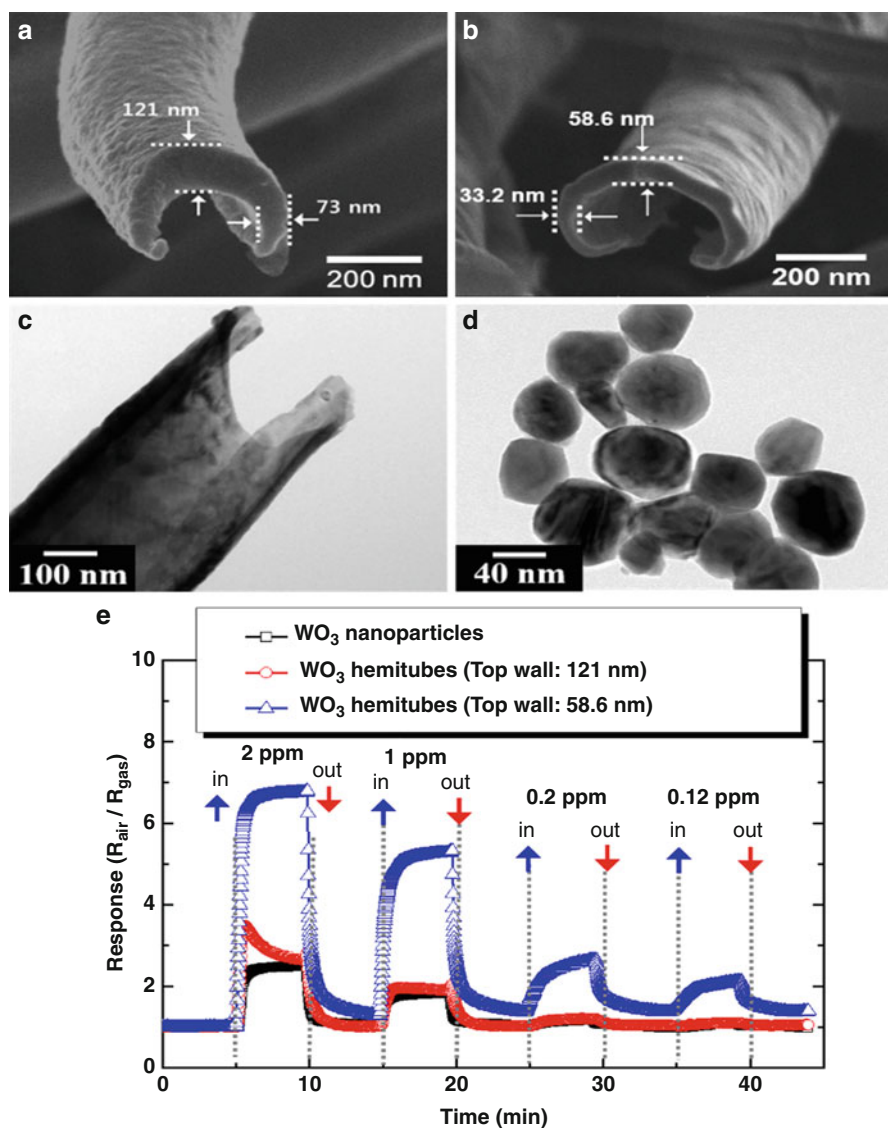 a
121 nm
73 nm
200 nm
b
58.6 nm
33.2 nm
200 nm
c
100 nm
d
40 nm
e
WO3 nanoparticles
WO3 hemitubes (Top wall: 121 nm)
WO3 hemitubes (Top wall: 58.6 nm)
10
8
6
4
2
0
Response (Rair / Rgas)
2 ppm
in
out
1 ppm
in
out
0.2 ppm
in
out
0.12 ppm
in
out
0 10 20 30 40
Time (min)